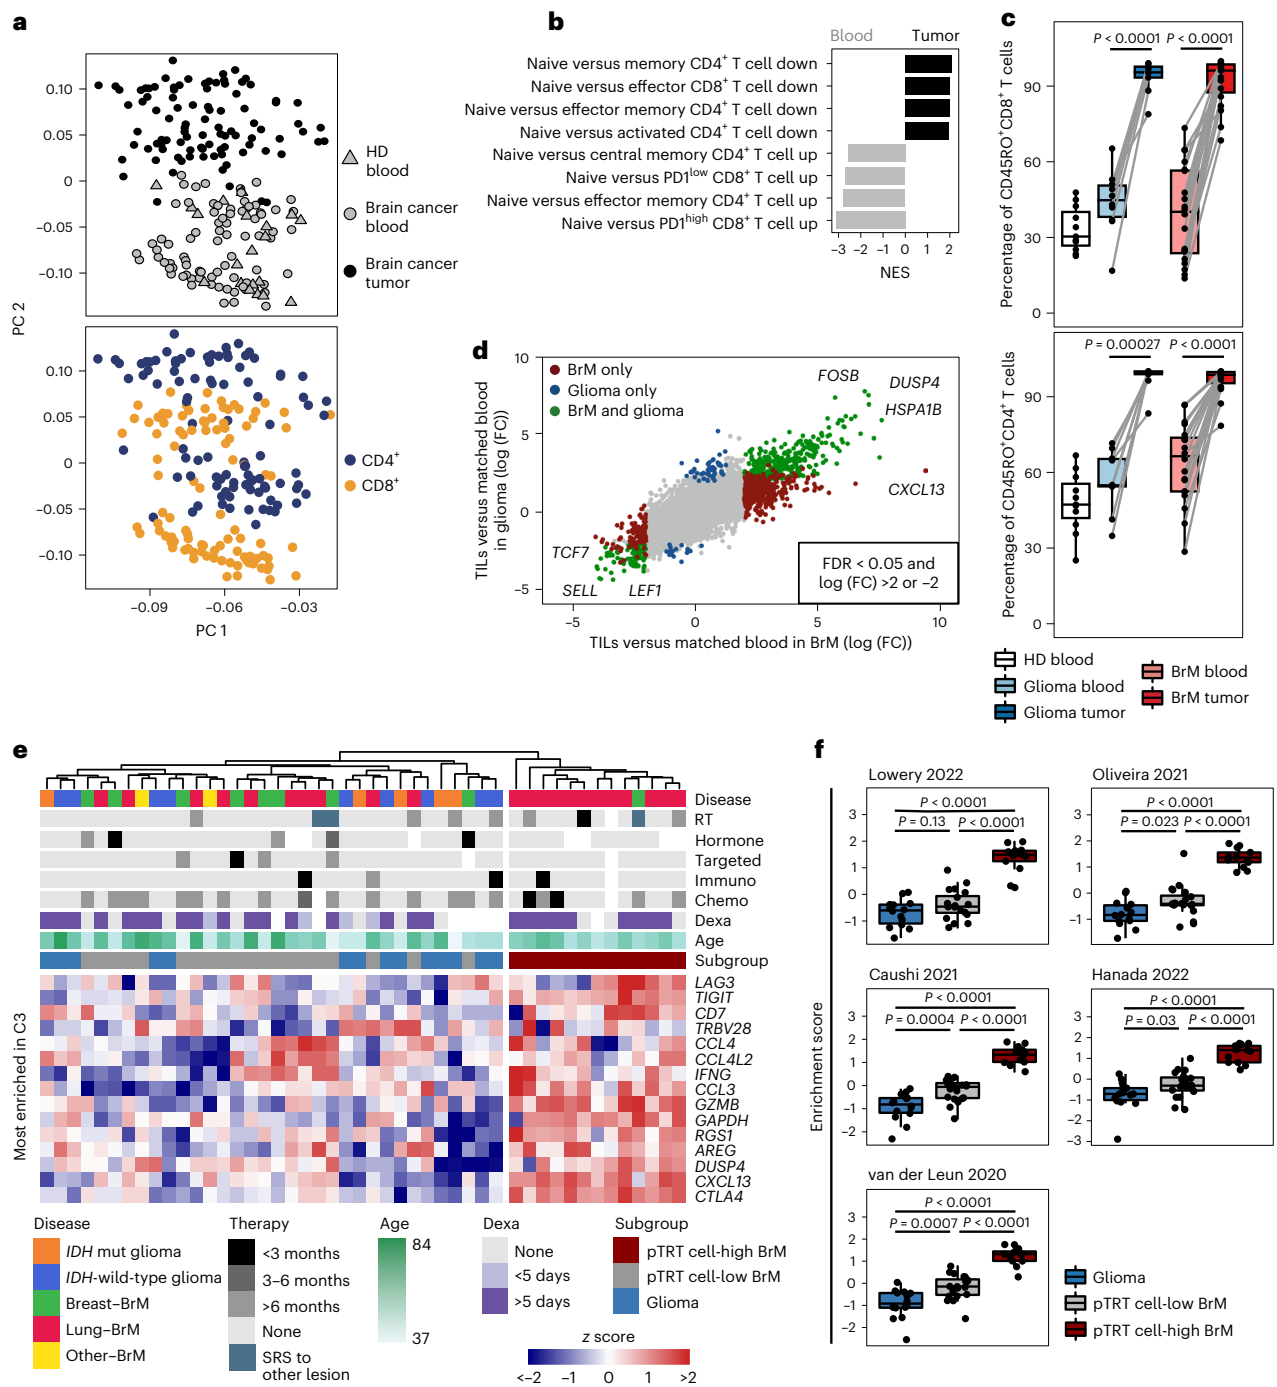 a
PC 2
0.10
0.05
0
−0.05
−0.10
HD
blood
Brain cancer
blood
Brain cancer
tumor
0.10
0.05
0
−0.05
−0.10
CD4+
CD8+
−0.09
−0.06
−0.03
PC 1
b
Blood
Tumor
Naive versus memory CD4+ T cell down
Naive versus effector CD8+ T cell down
Naive versus effector memory CD4+ T cell down
Naive versus activated CD4+ T cell down
Naive versus central memory CD4+ T cell up
Naive versus PD1low CD8+ T cell up
Naive versus effector memory CD4+ T cell up
Naive versus PD1high CD8+ T cell up
−3 −2 −1 0 1 2
NES
c
Percentage of CD45RO+CD8+ T cells
P < 0.0001 P < 0.0001
90
60
30
0
Percentage of CD45RO+CD4+ T cells
P = 0.00027 P < 0.0001
90
60
30
0
HD blood
Glioma blood
Glioma tumor
BrM blood
BrM tumor
d
TILs versus matched blood
in glioma (log (FC))
10
5
0
−5
BrM only
Glioma only
BrM and glioma
FOSB
DUSP4
HSPA1B
CXCL13
TCF7
SELL
LEF1
FDR < 0.05 and
log (FC) >2 or −2
−5
0
5
10
TILs versus matched blood in BrM (log (FC))
e
Disease
RT
Hormone
Targeted
Immuno
Chemo
Dexa
Age
Subgroup
Most enriched in C3
LAG3
TIGIT
CD7
TRBV28
CCL4
CCL4L2
IFNG
CCL3
GZMB
GAPDH
RGS1
AREG
DUSP4
CXCL13
CTLA4
Disease
IDH mut glioma
IDH-wild-type glioma
Breast–BrM
Lung–BrM
Other–BrM
Therapy
<3 months
3–6 months
>6 months
None
SRS to
other lesion
Age
84
37
Dexa
None
<5 days
>5 days
Subgroup
pTRT cell-high BrM
pTRT cell-low BrM
Glioma
z score
<−2 −1 0 1 >2
f
Enrichment score
Lowery 2022
P < 0.0001
P = 0.13 P < 0.0001
3
2
1
0
−1
Oliveira 2021
P < 0.0001
P = 0.023 P < 0.0001
3
2
1
0
−1
Caushi 2021
P < 0.0001
P = 0.0004 P < 0.0001
3
2
1
0
−1
−2
Hanada 2022
P < 0.0001
P = 0.03 P < 0.0001
3
2
1
0
−1
−2
−3
van der Leun 2020
P < 0.0001
P = 0.0007 P < 0.0001
3
2
1
0
−1
−2
Glioma
pTRT cell-low BrM
pTRT cell-high BrM